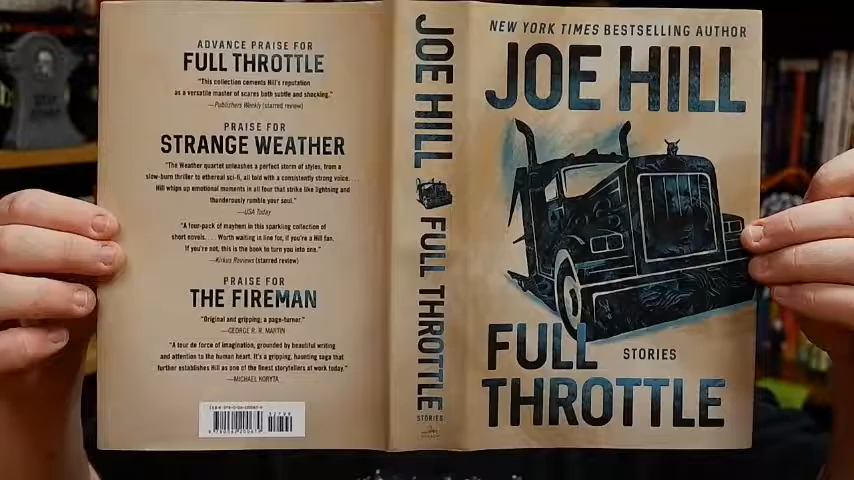 ADVANCE PRAISE FOR
FULL THROTTLE
"This collection cements Hill's reputation
as a versatile master of scares both subtle and shocking."
—Publishers Weekly (starred review)
PRAISE FOR
STRANGE WEATHER
"The Weather quartet unleashes a perfect storm of styles, from a
slow-burn thriller to ethereal sci-fi, all told with a consistently strong voice. . . .
Hill whips up emotional moments in all four that strike like lightning and
thunderously rumble your soul."
—USA Today
"A four-pack of mayhem in this sparkling collection of
short novels. . . . Worth waiting in line for, if you're a Hill fan.
If you're not, this is the book to turn you into one."
—Kirkus Reviews (starred review)
PRAISE FOR
THE FIREMAN
"Original and gripping; a page-turner."
—GEORGE R. R. MARTIN
"A tour de force of imagination, grounded by beautiful writing
and attention to the human heart. It's a gripping, haunting saga that
further establishes Hill as one of the finest storytellers at work today."
—MICHAEL KORYTA
JOE HILL
FULL THROTTLE
STORIES
NEW YORK TIMES BESTSELLING AUTHOR
JOE HILL
FULL
STORIES
THROTTLE